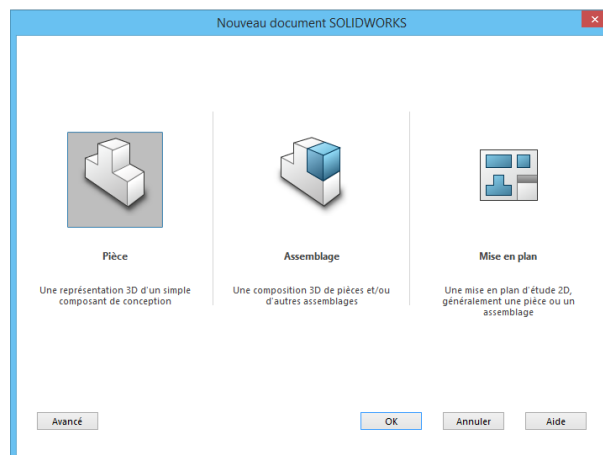 Nouveau document SOLIDWORKS
Pièce
Une représentation 3D d'un simple
composant de conception
Assemblage
Une composition 3D de pièces et/ou
d'autres assemblages
Mise en plan
Une mise en plan d'étude 2D,
généralement une pièce ou un
assemblage
Avancé
OK
Annuler
Aide